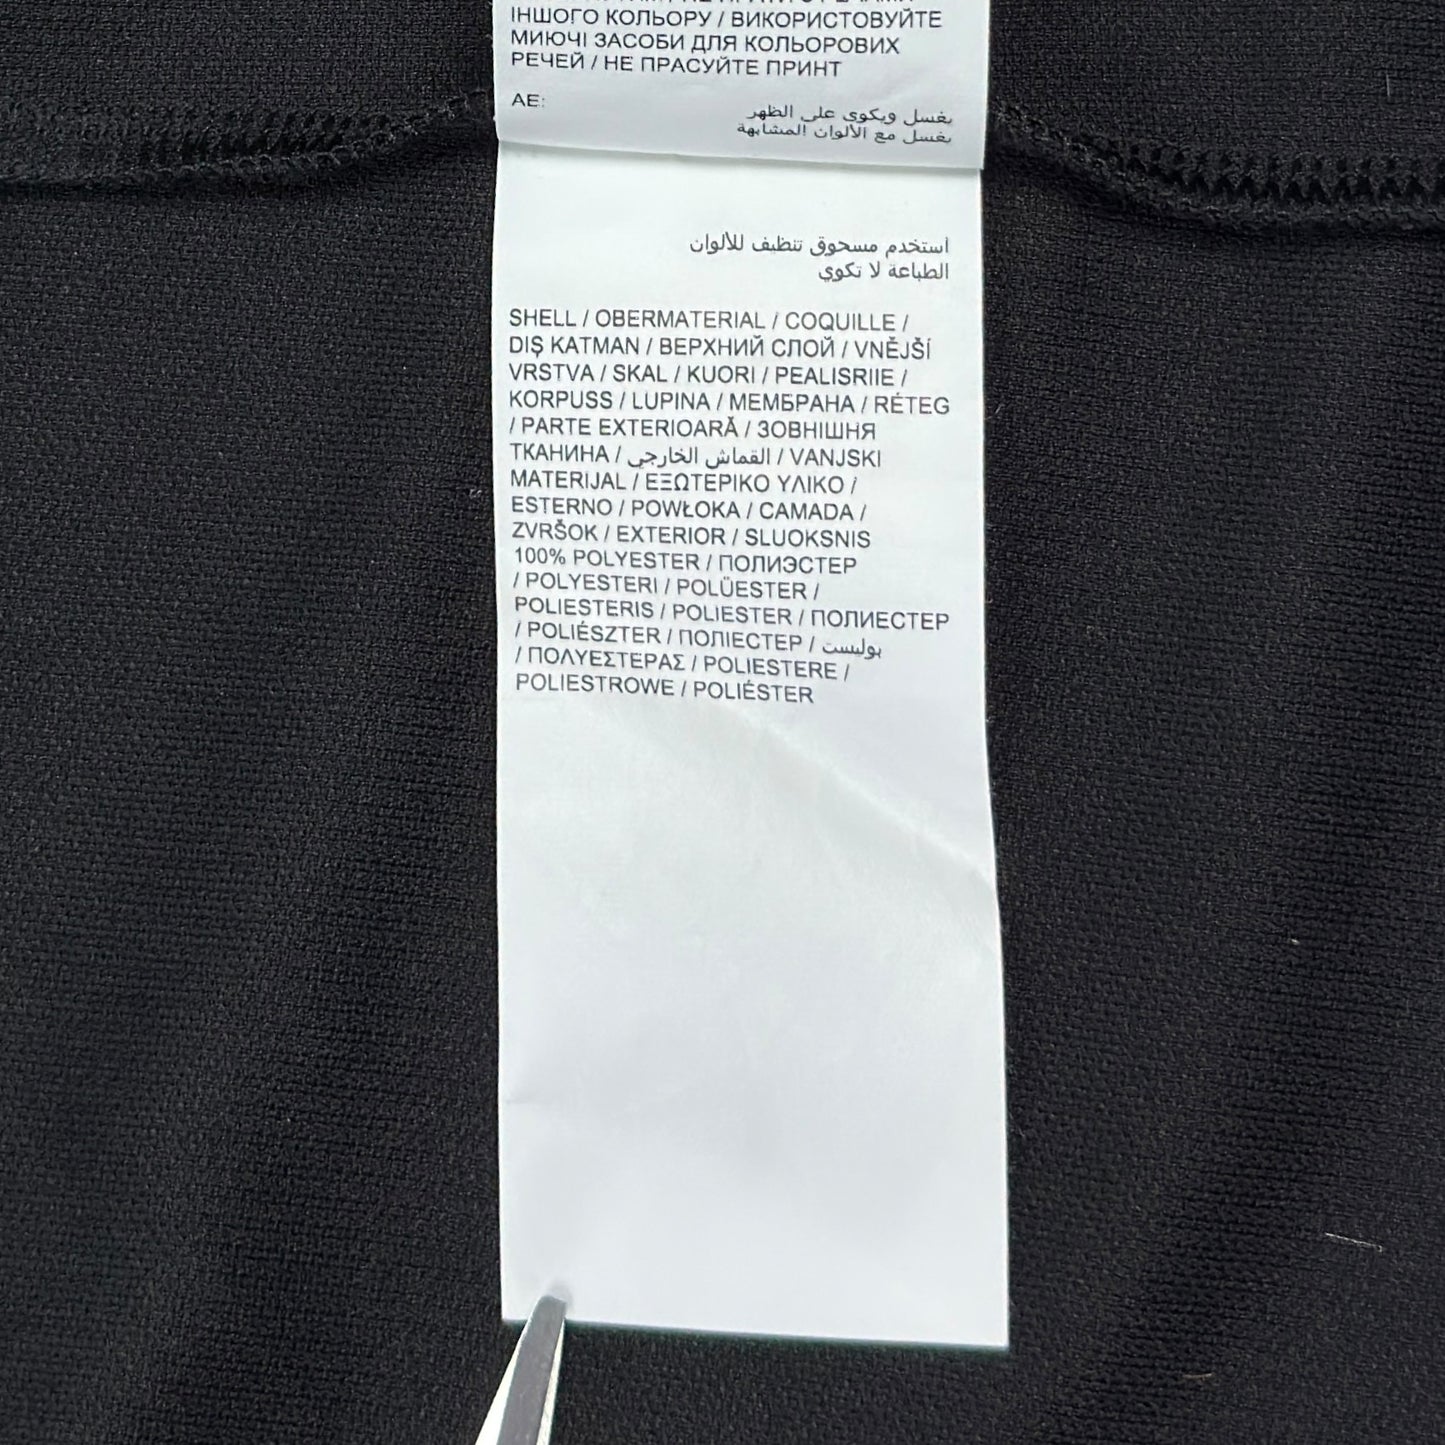 ІНШОГО КОЛЬОРУ / ВИКОРИСТОВУЙТЕ
МИЮЧІ ЗАСОБИ ДЛЯ КОЛЬОРОВИХ
РЕЧЕЙ / НЕ ПРАСУЙТЕ ПРИНТ
AE:
يغسل ويكوى على الظهر
يغسل مع الألوان المشابهة
استخدم مسحوق تنظيف للألوان
الطباعة لا تكوي
SHELL / OBERMATERIAL / COQUILLE /
DIŞ KATMAN / ВЕРХНИЙ СЛОЙ / VNĚJŠÍ
VRSTVA / SKAL / KUORI / PEALISRIIE /
KORPUSS / LUPINA / МЕМБРАНА / RÉTEG
/ PARTE EXTERIOARĂ / ЗОВНІШНЯ
ТКАНИНА / القماش الخارجي / VANJSKI
MATERIJAL / ΕΞΩΤΕΡΙΚΟ ΥΛΙΚΟ /
ESTERNO / POWŁOKA / CAMADA /
ZVRŠOK / EXTERIOR / SLUOKSNIS
100% POLYESTER / ПОЛИЭСТЕР
/ POLYESTERI / POLÜESTER /
POLIESTERIS / POLIESTER / ПОЛИЕСТЕР
/ POLIÉSZTER / ПОЛІЕСТЕР / بوليست
/ ΠΟΛΥΕΣΤΕΡΑΣ / POLIESTERE /
POLIESTROWE / POLIÉSTER